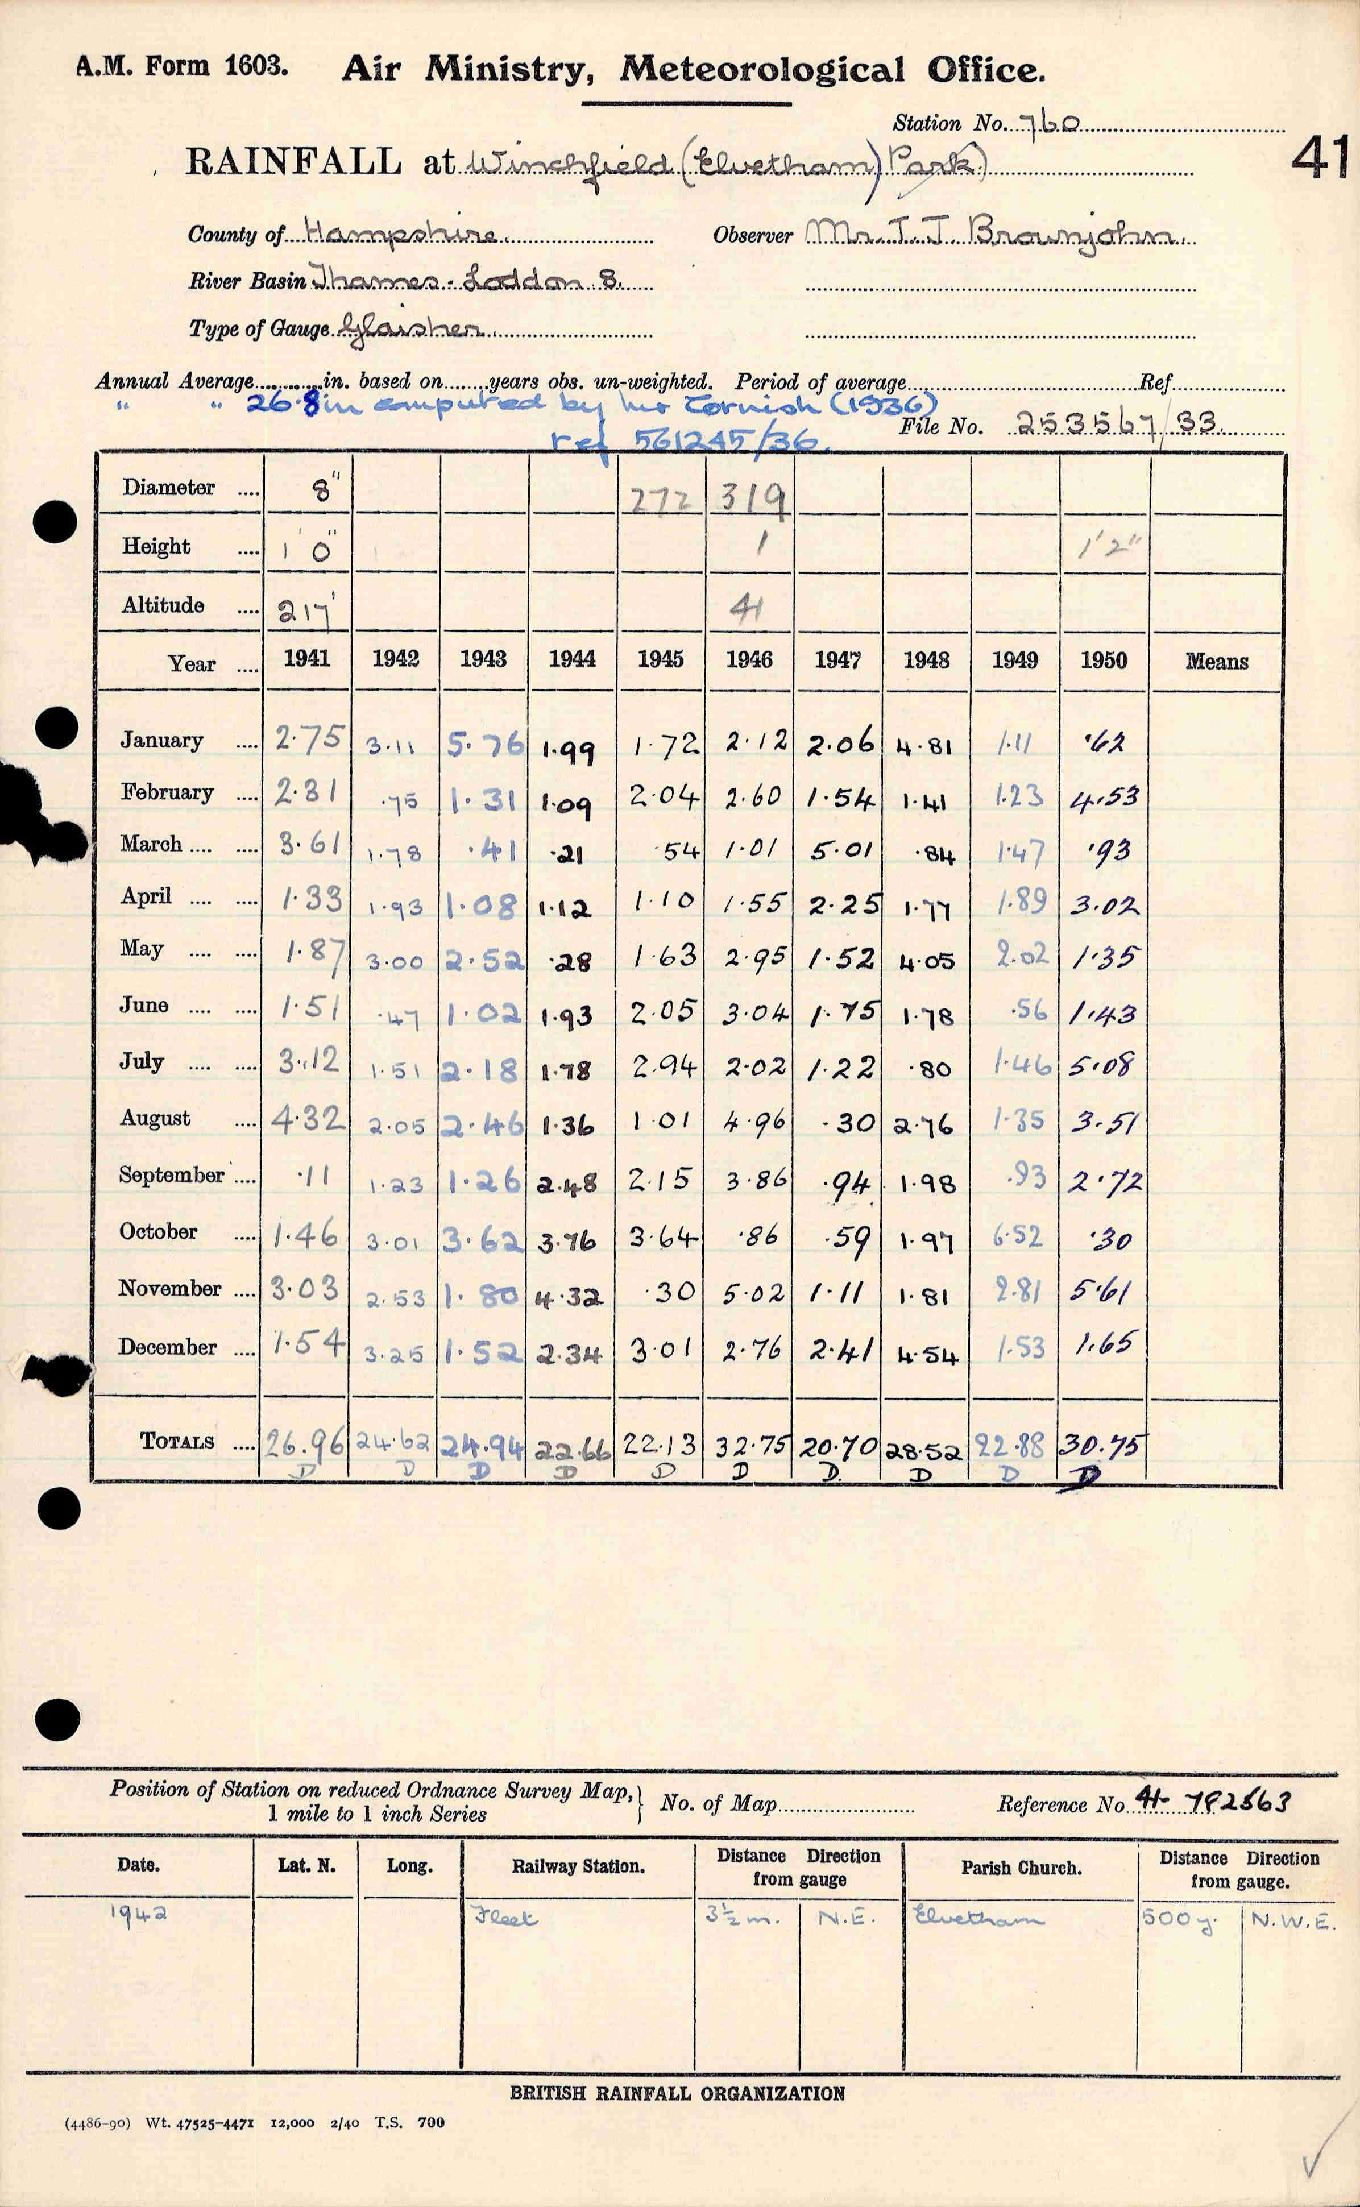 A.M. Form 1603. Air Ministry, Meteorological Office.
Station No. 760
41
RAINFALL at Winchfield (Elvetham) Park)
County of Hampshire. Observer Mr. T. J. Brownjohn.
River Basin Thames - Loddon 8.
Type of Gauge Glaisher.
Annual Average............in. based on........years obs. un-weighted. Period of average Ref
" " 26.8 in computed by Mr Cornish (1936)
File No. 253567/33
ref 561245/36.
Diameter .... 8" 272 319
Height .... 1' 0" 1 1'2"
Altitude .... 217' 41
Year .... 1941 1942 1943 1944 1945 1946 1947 1948 1949 1950 Means
January .... 2.75 3.11 5.76 1.99 1.72 2.12 2.06 4.81 1.11 .62
February .... 2.31 .75 1.31 1.09 2.04 2.60 1.54 1.41 1.23 4.53
March .... .... 3.61 1.78 .41 .21 .54 1.01 5.01 .84 1.47 .93
April .... .... 1.33 1.93 1.08 1.12 1.10 1.55 2.25 1.77 1.89 3.02
May .... .... 1.87 3.00 2.52 .28 1.63 2.95 1.52 4.05 2.02 1.35
June .... .... 1.51 .47 1.02 1.93 2.05 3.04 1.75 1.78 .56 1.43
July .... .... 3.12 1.51 2.18 1.78 2.94 2.02 1.22 .80 1.46 5.08
August .... 4.32 2.05 2.46 1.36 1.01 4.96 .30 2.76 1.35 3.51
September .... .11 1.23 1.26 2.48 2.15 3.86 .94 1.98 .93 2.72
October .... 1.46 3.01 3.62 3.76 3.64 .86 .59 1.97 6.52 .30
November .... 3.03 2.53 1.80 4.32 .30 5.02 1.11 1.81 2.81 5.61
December .... 1.54 3.25 1.52 2.34 3.01 2.76 2.41 4.54 1.53 1.65
TOTALS .... 26.96 24.62 24.94 22.66 22.13 32.75 20.70 28.52 22.88 30.75
D D D D D D D D D D
Position of Station on reduced Ordnance Survey Map, } No. of Map Reference No. 41 782563
1 mile to 1 inch Series
Date. Lat. N. Long. Railway Station. Distance Direction from gauge Parish Church. Distance Direction from gauge.
1942 Fleet 3½ m. N.E. Elvetham 500 y. N.W.E.
BRITISH RAINFALL ORGANIZATION
(4486-90) Wt. 47525-4471 12,000 2/40 T.S. 700